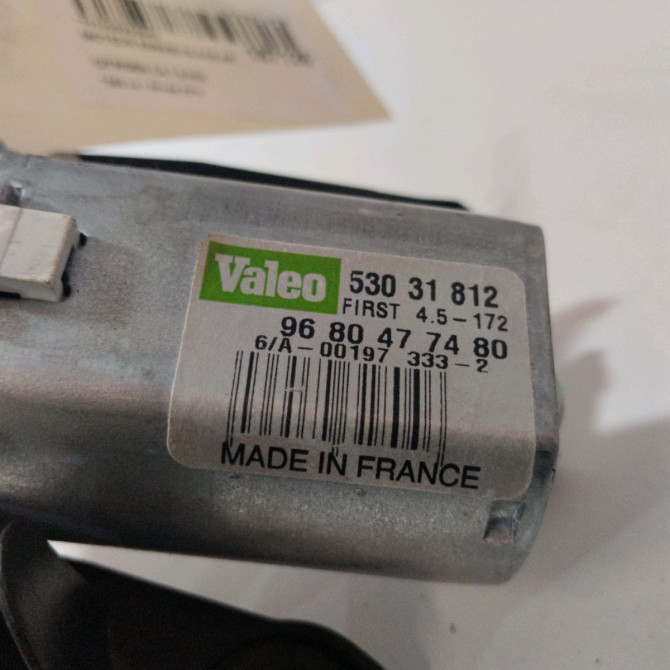 Valeo 530 31 812
FIRST 4.5-172
96 80 47 74 80
6/A-00197 333-2
MADE IN FRANCE